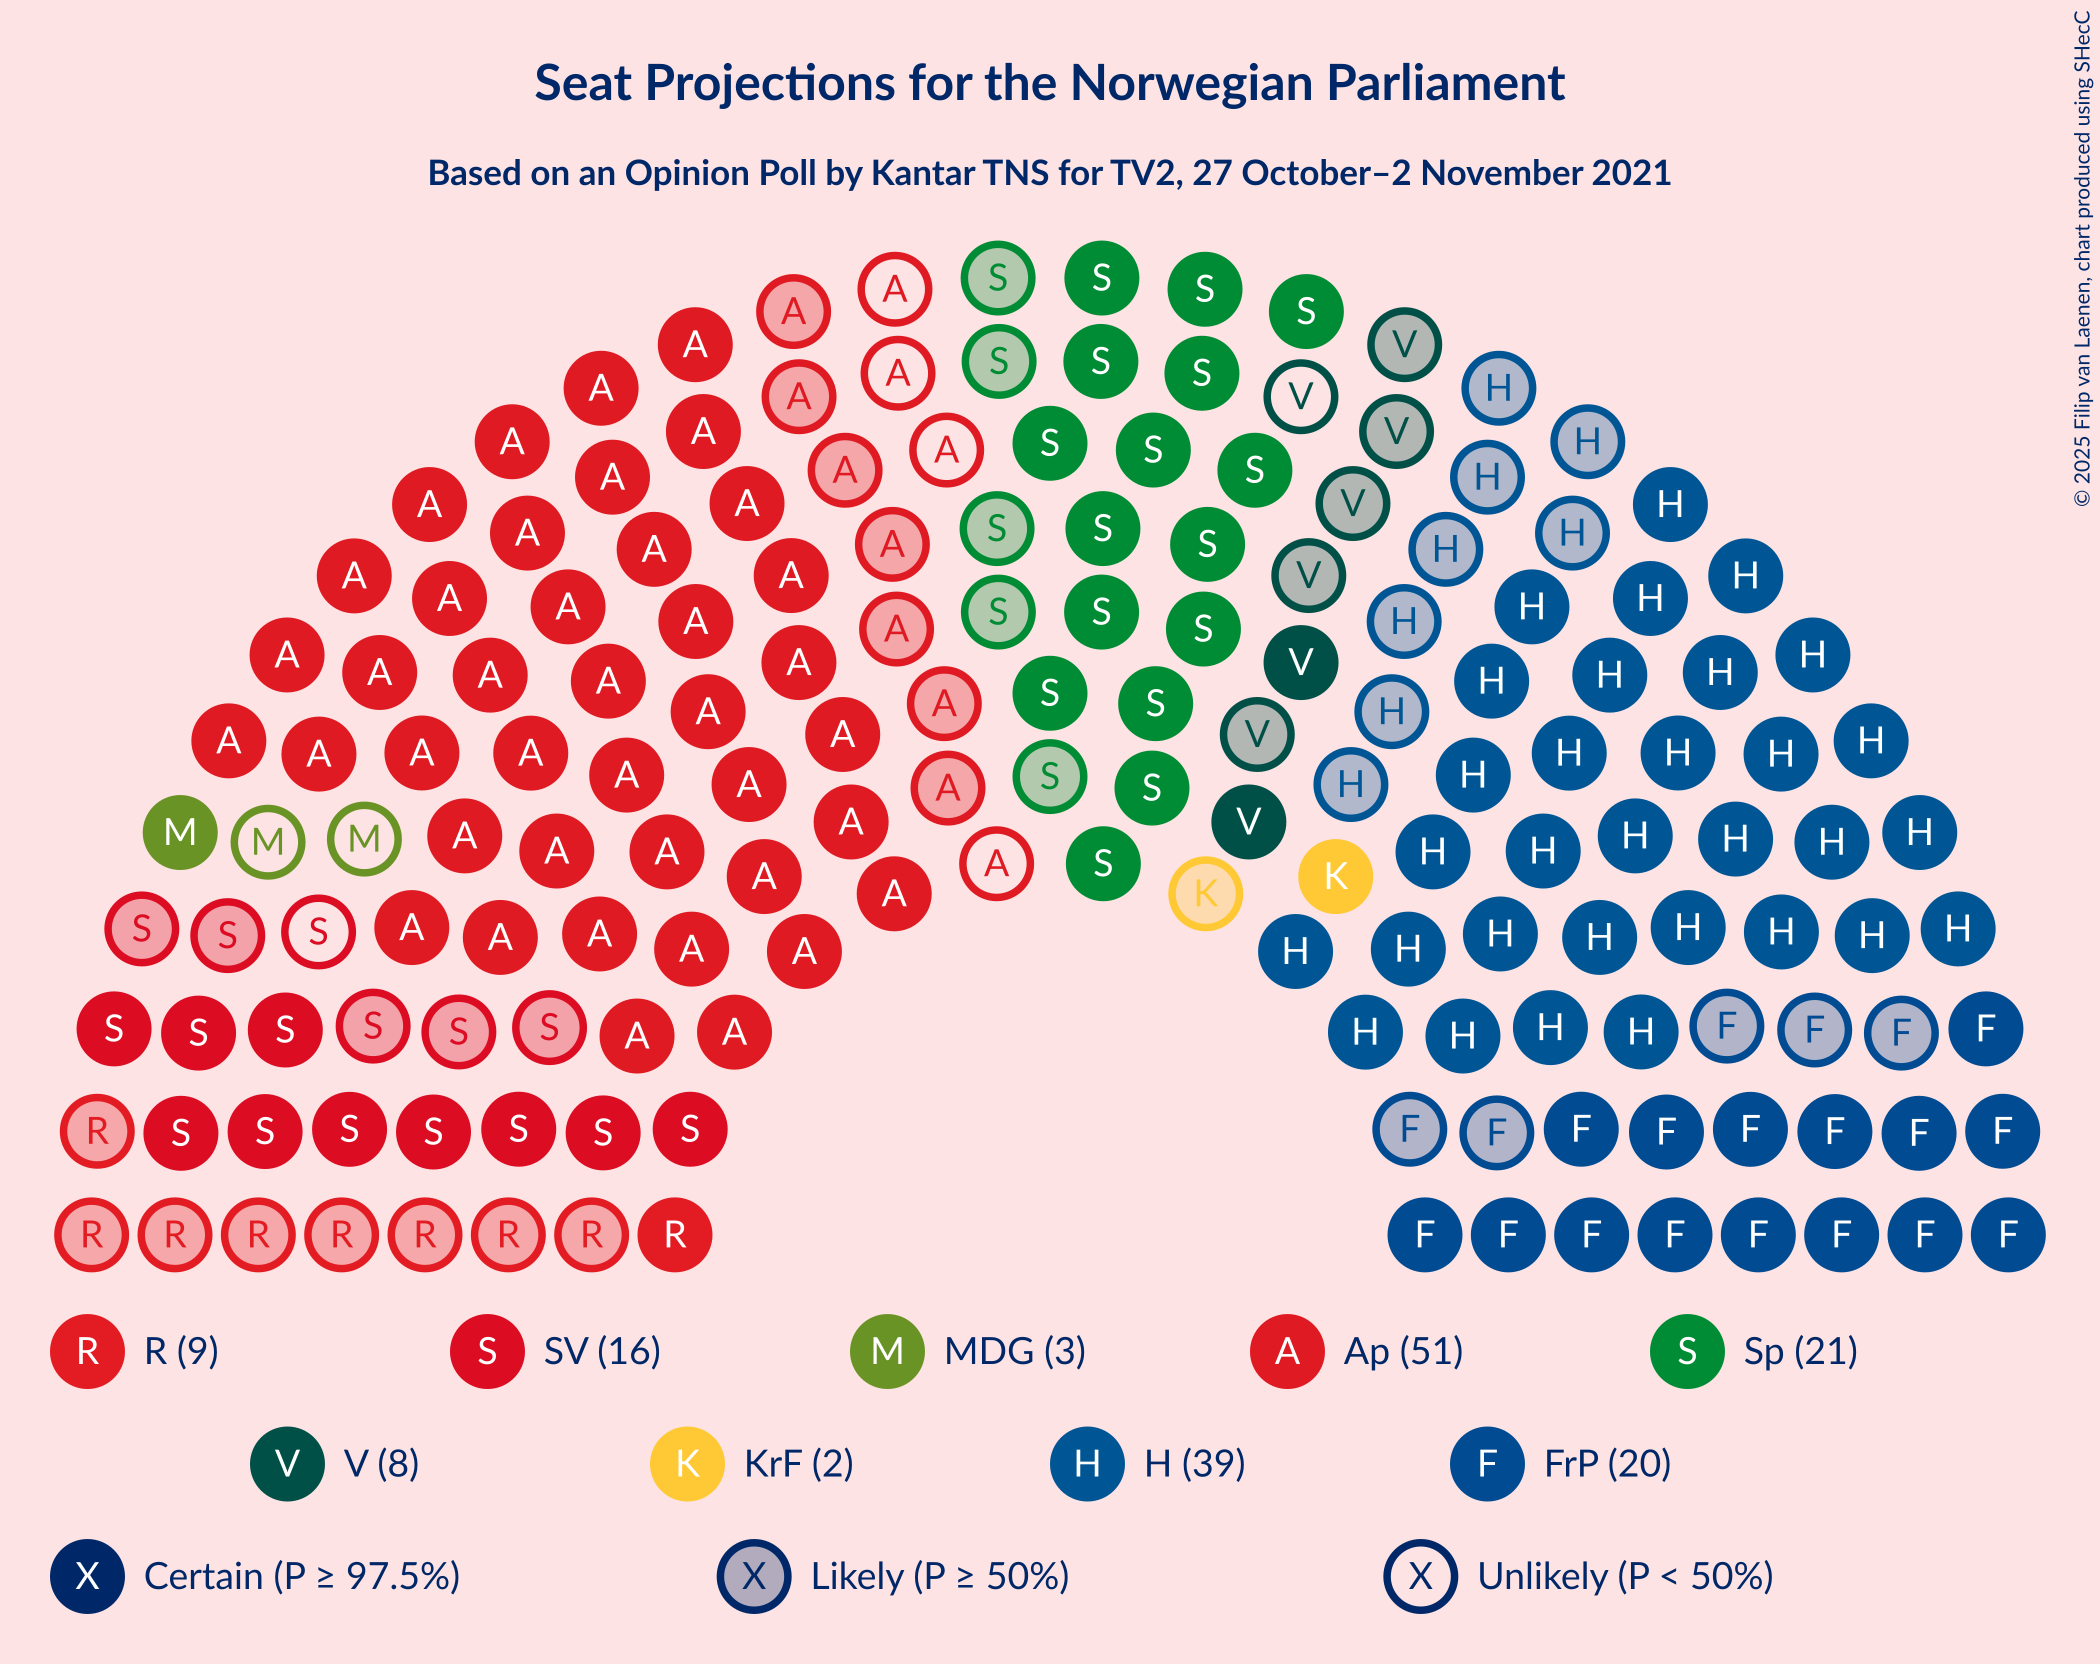 Seat Projections for the Norwegian Parliament
Based on an Opinion Poll by Kantar TNS for TV2, 27 October–2 November 2021
© 2025 Filip van Laenen, chart produced using SHecC
S S S S
A A V
A S S S V H
A A V H
A A S S S H
A A V H H
A A A S S S V H
A A A A V H H H
A A A A S S S H H H
A A A A A V H H H
A A A A A S S V H H H H
A A A A A A V H H H H H
M M M A A A A A A S S V H H H H H H H
A A S K K
S S S A A A A A H H H H H H H H
S S S S S S A A H H H H F F F F
R S S S S S S S F F F F F F F F
R R R R R R R R F F F F F F F F
R R (9) S SV (16) M MDG (3) A Ap (51) S Sp (21)
V V (8) K KrF (2) H H (39) F FrP (20)
X Certain (P ≥ 97.5%) X Likely (P ≥ 50%) X Unlikely (P < 50%)